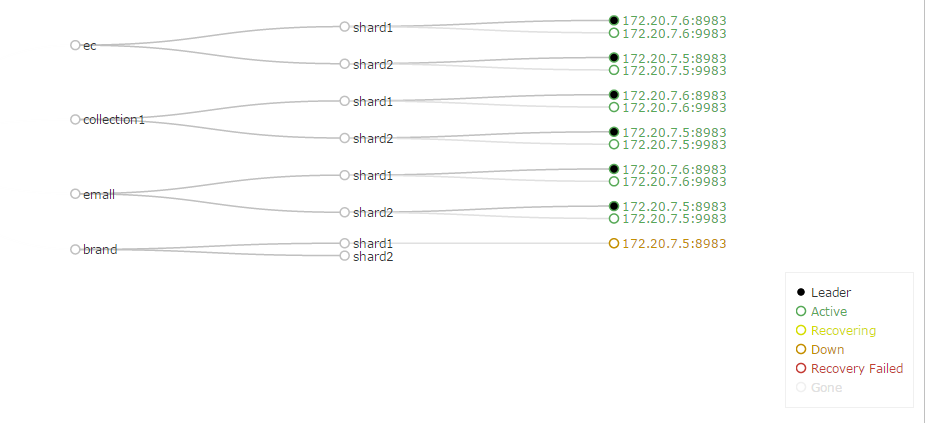 ec
shard1
172.20.7.6:8983
172.20.7.6:9983
shard2
172.20.7.5:8983
172.20.7.5:9983
collection1
shard1
172.20.7.6:8983
172.20.7.6:9983
shard2
172.20.7.5:8983
172.20.7.5:9983
emall
shard1
172.20.7.6:8983
172.20.7.6:9983
shard2
172.20.7.5:8983
172.20.7.5:9983
brand
shard1
172.20.7.5:8983
shard2
Leader
Active
Recovering
Down
Recovery Failed
Gone